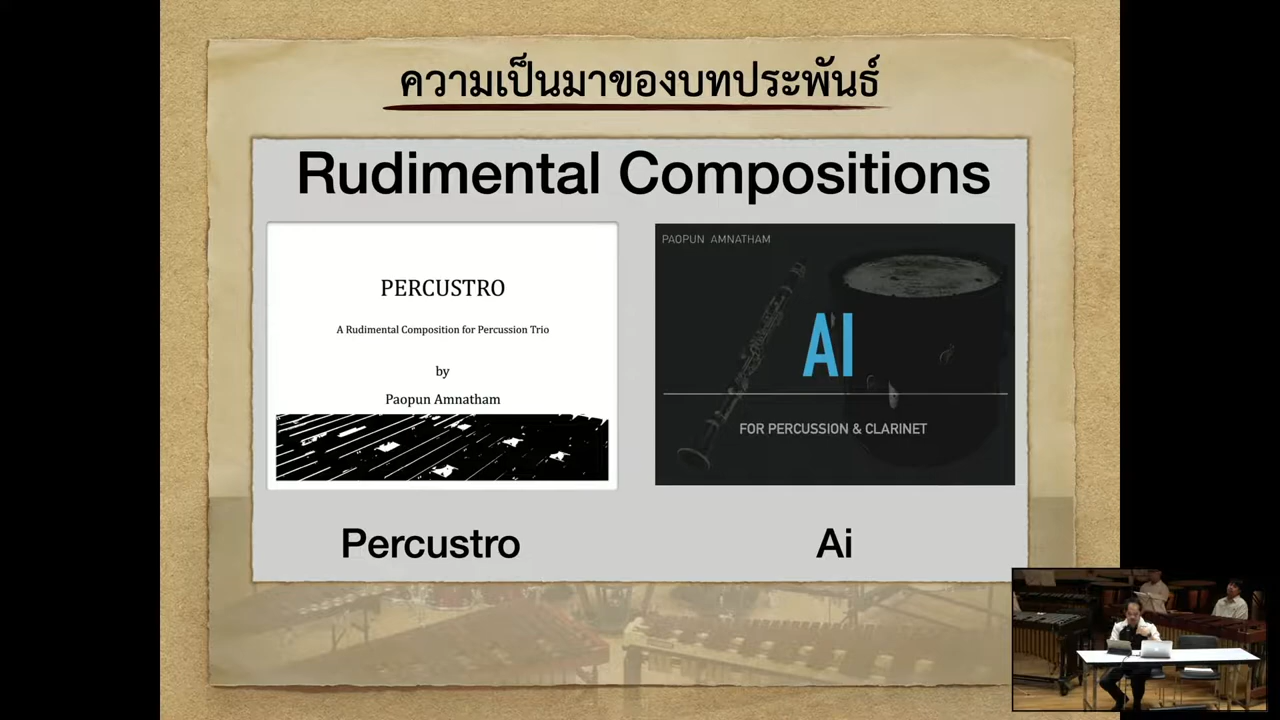 ความเป็นมาของบทประพันธ์
Rudimental Compositions
PERCUSTRO
A Rudimental Composition for Percussion Trio
by
Paopun Amnatham
PAOPUN AMNATHAM
AI
FOR PERCUSSION & CLARINET
Percustro
Ai